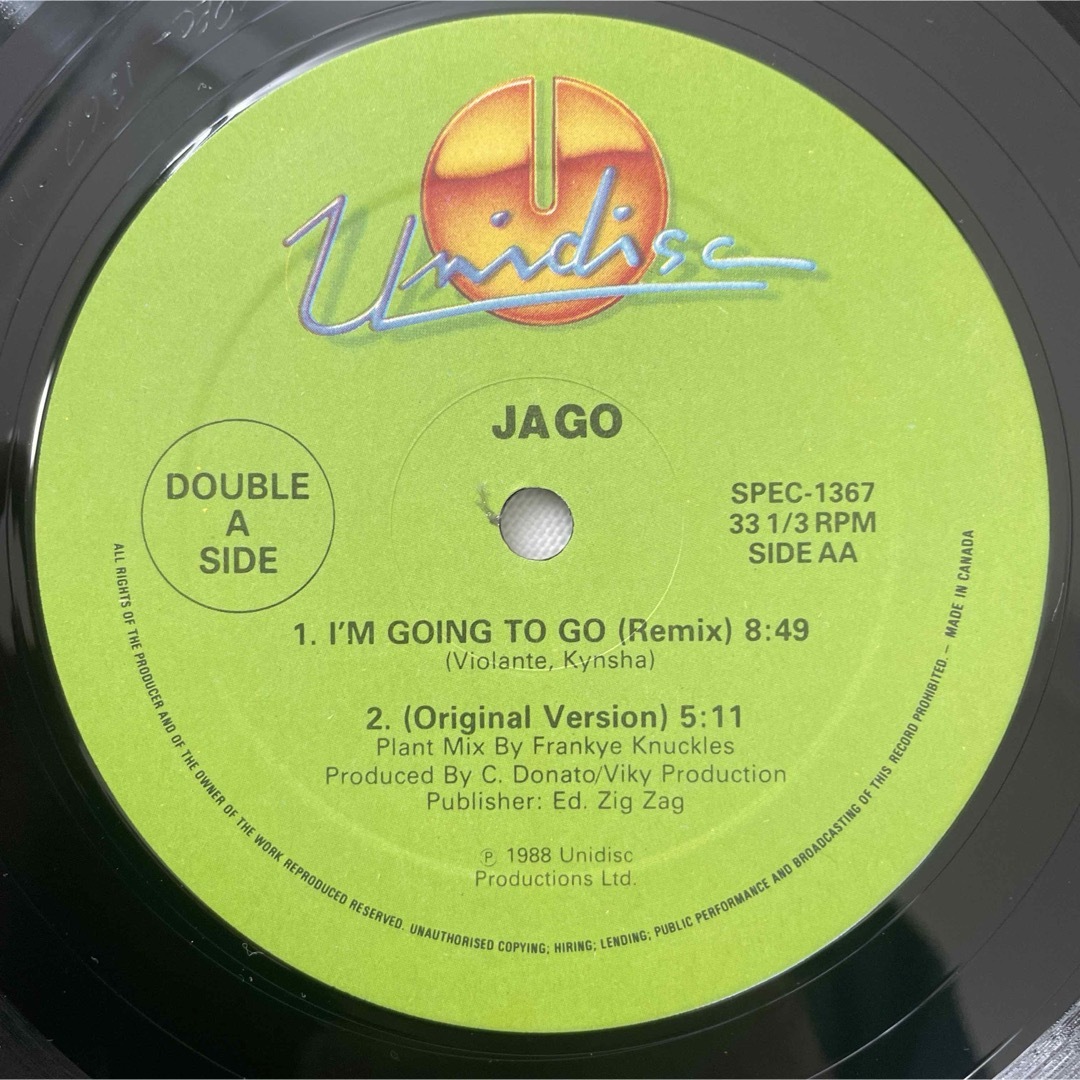 Unidisc
JAGO
DOUBLE
A
SIDE
SPEC-1367
33 1/3 RPM
SIDE AA
1. I'M GOING TO GO (Remix) 8:49
(Violante, Kynsha)
2. (Original Version) 5:11
Plant Mix By Frankye Knuckles
Produced By C. Donato/Viky Production
Publisher: Ed. Zig Zag
℗ 1988 Unidisc
Productions Ltd.
ALL RIGHTS OF THE PRODUCER AND OF THE OWNER OF THE WORK REPRODUCED RESERVED. UNAUTHORISED COPYING; HIRING; LENDING; PUBLIC PERFORMANCE AND BROADCASTING OF THIS RECORD PROHIBITED. – MADE IN CANADA